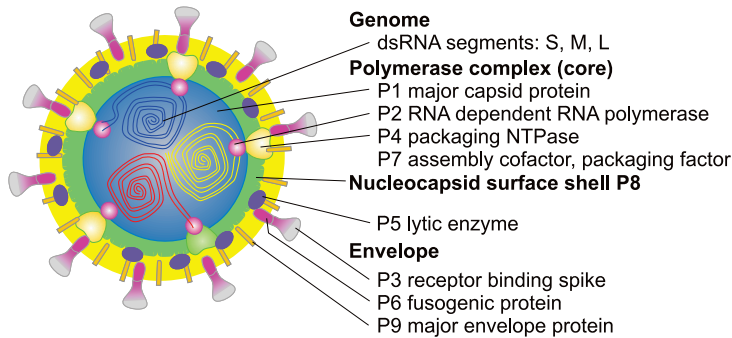 Genome
dsRNA segments: S, M, L
Polymerase complex (core)
P1 major capsid protein
P2 RNA dependent RNA polymerase
P4 packaging NTPase
P7 assembly cofactor, packaging factor
Nucleocapsid surface shell P8
P5 lytic enzyme
Envelope
P3 receptor binding spike
P6 fusogenic protein
P9 major envelope protein